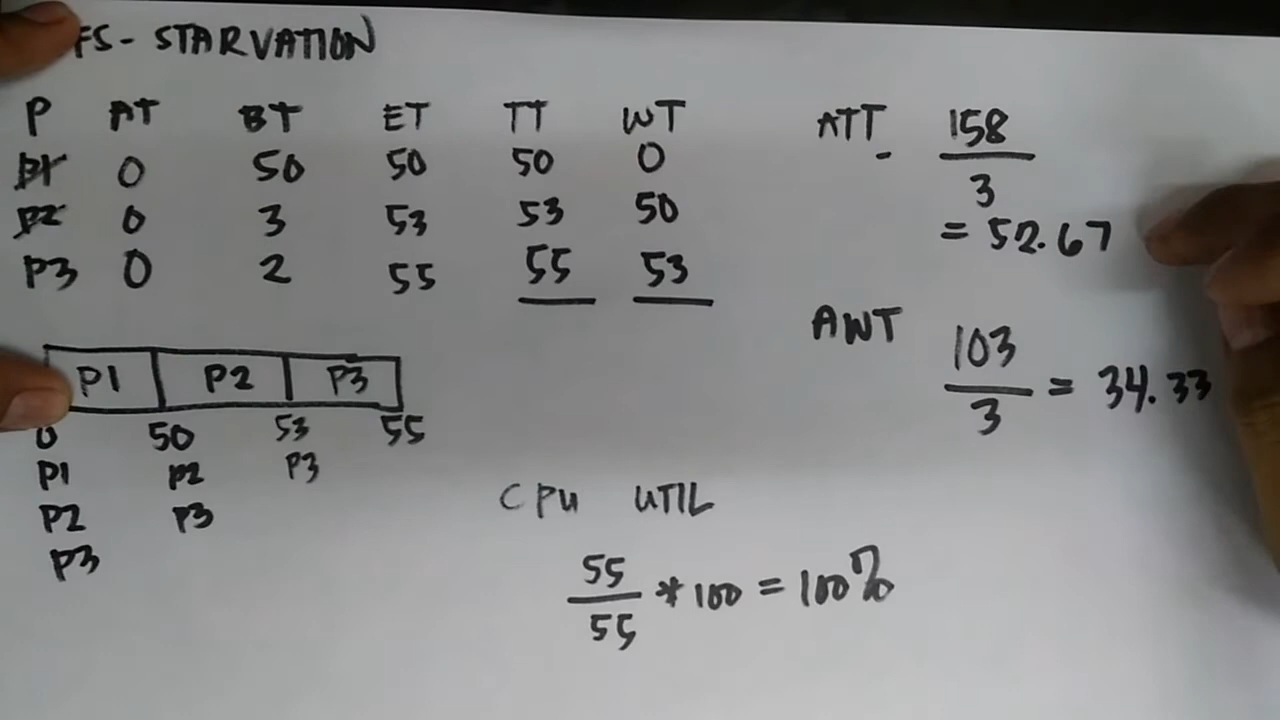 FS- STARVATION
P AT BT ET TT WT
P1 0 50 50 50 0
P2 0 3 53 53 50
P3 0 2 55 55 53
ATT 158
3
= 52.67
AWT 103
3 = 34.33
P1 P2 P3
0 50 53 55
P1 P2 P3
P2 P3
P3
CPU UTIL
55
55 * 100 = 100%